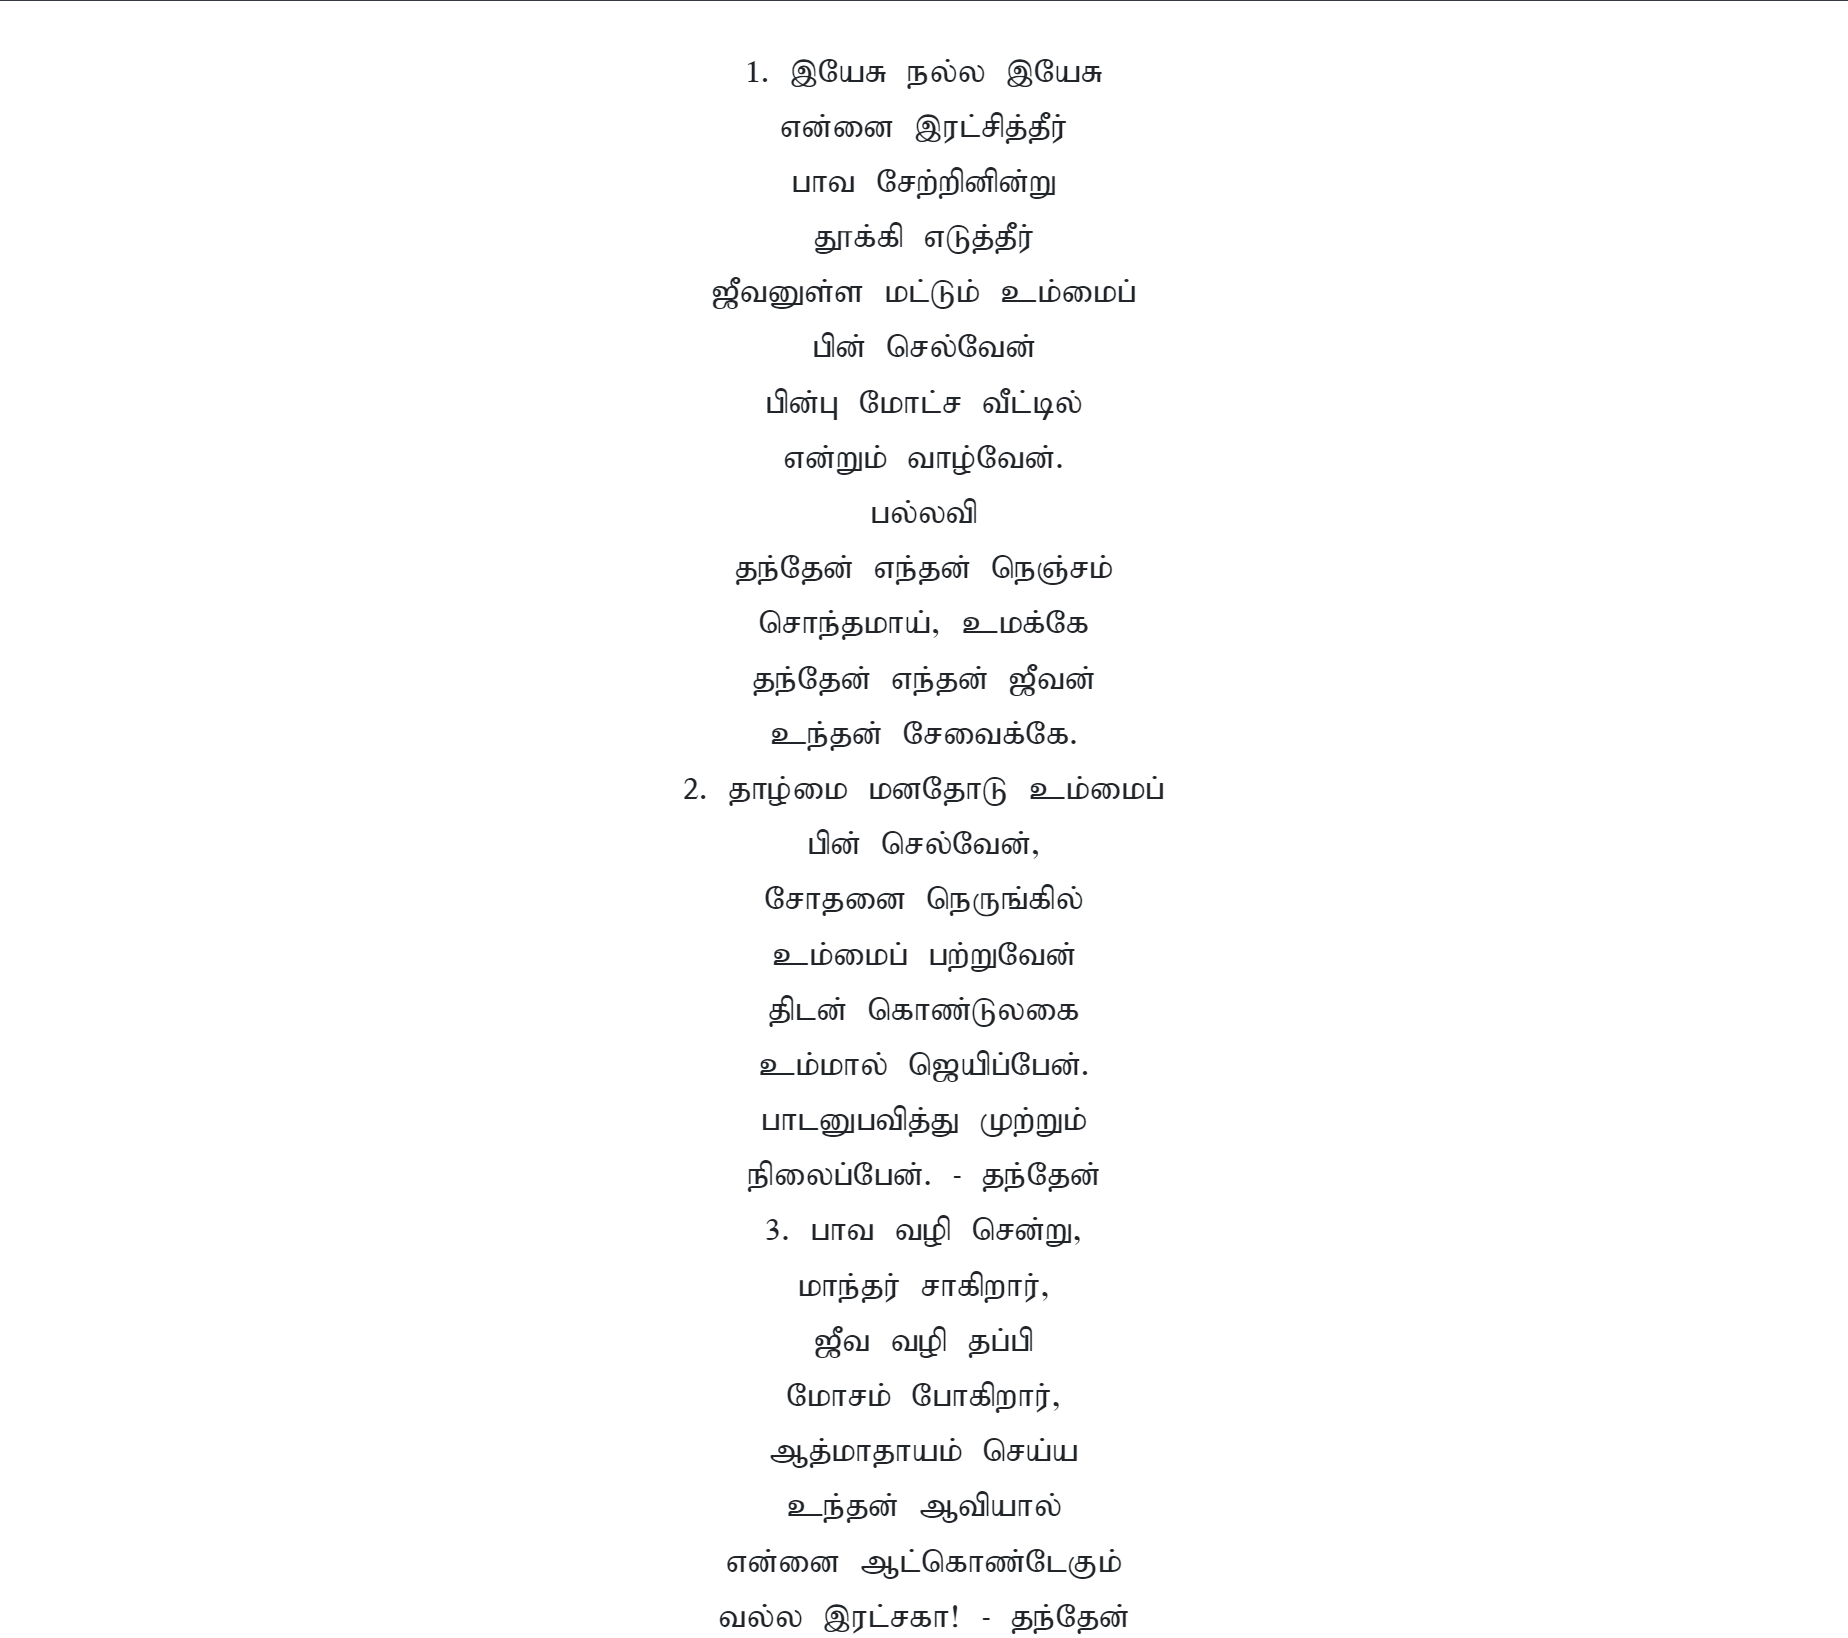 1. இயேசு நல்ல இயேசு
என்னை இரட்சித்தீர்
பாவ சேற்றினின்று
தூக்கி எடுத்தீர்
ஜீவனுள்ள மட்டும் உம்மைப்
பின் செல்வேன்
பின்பு மோட்ச வீட்டில்
என்றும் வாழ்வேன்.
பல்லவி
தந்தேன் எந்தன் நெஞ்சம்
சொந்தமாய், உமக்கே
தந்தேன் எந்தன் ஜீவன்
உந்தன் சேவைக்கே.
2. தாழ்மை மனதோடு உம்மைப்
பின் செல்வேன்,
சோதனை நெருங்கில்
உம்மைப் பற்றுவேன்
திடன் கொண்டுலகை
உம்மால் ஜெயிப்பேன்.
பாடனுபவித்து முற்றும்
நிலைப்பேன். - தந்தேன்
3. பாவ வழி சென்று,
மாந்தர் சாகிறார்,
ஜீவ வழி தப்பி
மோசம் போகிறார்,
ஆத்மாதாயம் செய்ய
உந்தன் ஆவியால்
என்னை ஆட்கொண்டேகும்
வல்ல இரட்சகா! - தந்தேன்